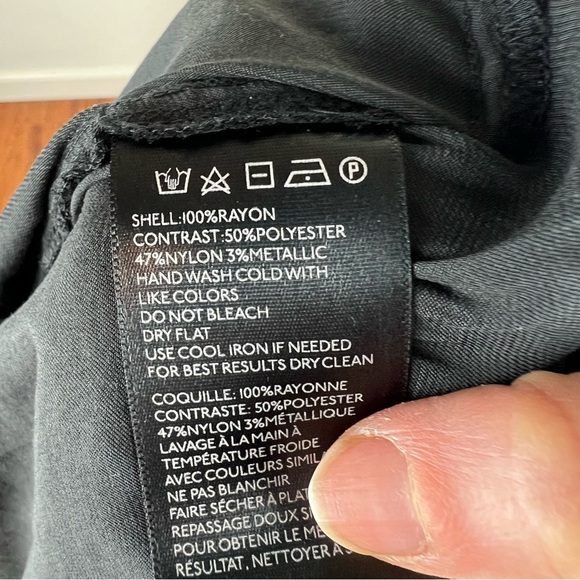 P
SHELL:100%RAYON
CONTRAST:50%POLYESTER
47%NYLON 3%METALLIC
HAND WASH COLD WITH
LIKE COLORS
DO NOT BLEACH
DRY FLAT
USE COOL IRON IF NEEDED
FOR BEST RESULTS DRY CLEAN
COQUILLE: 100%RAYONNE
CONTRASTE: 50%POLYESTER
47%NYLON 3%MÉTALLIQUE
LAVAGE À LA MAIN À
TEMPÉRATURE FROIDE
AVEC COULEURS
NE PAS BLANCHIR
FAIRE SÉCHER À
REPASSAGE DOUX
POUR OBTENIR LE
RÉSULTAT, NETTOYER À